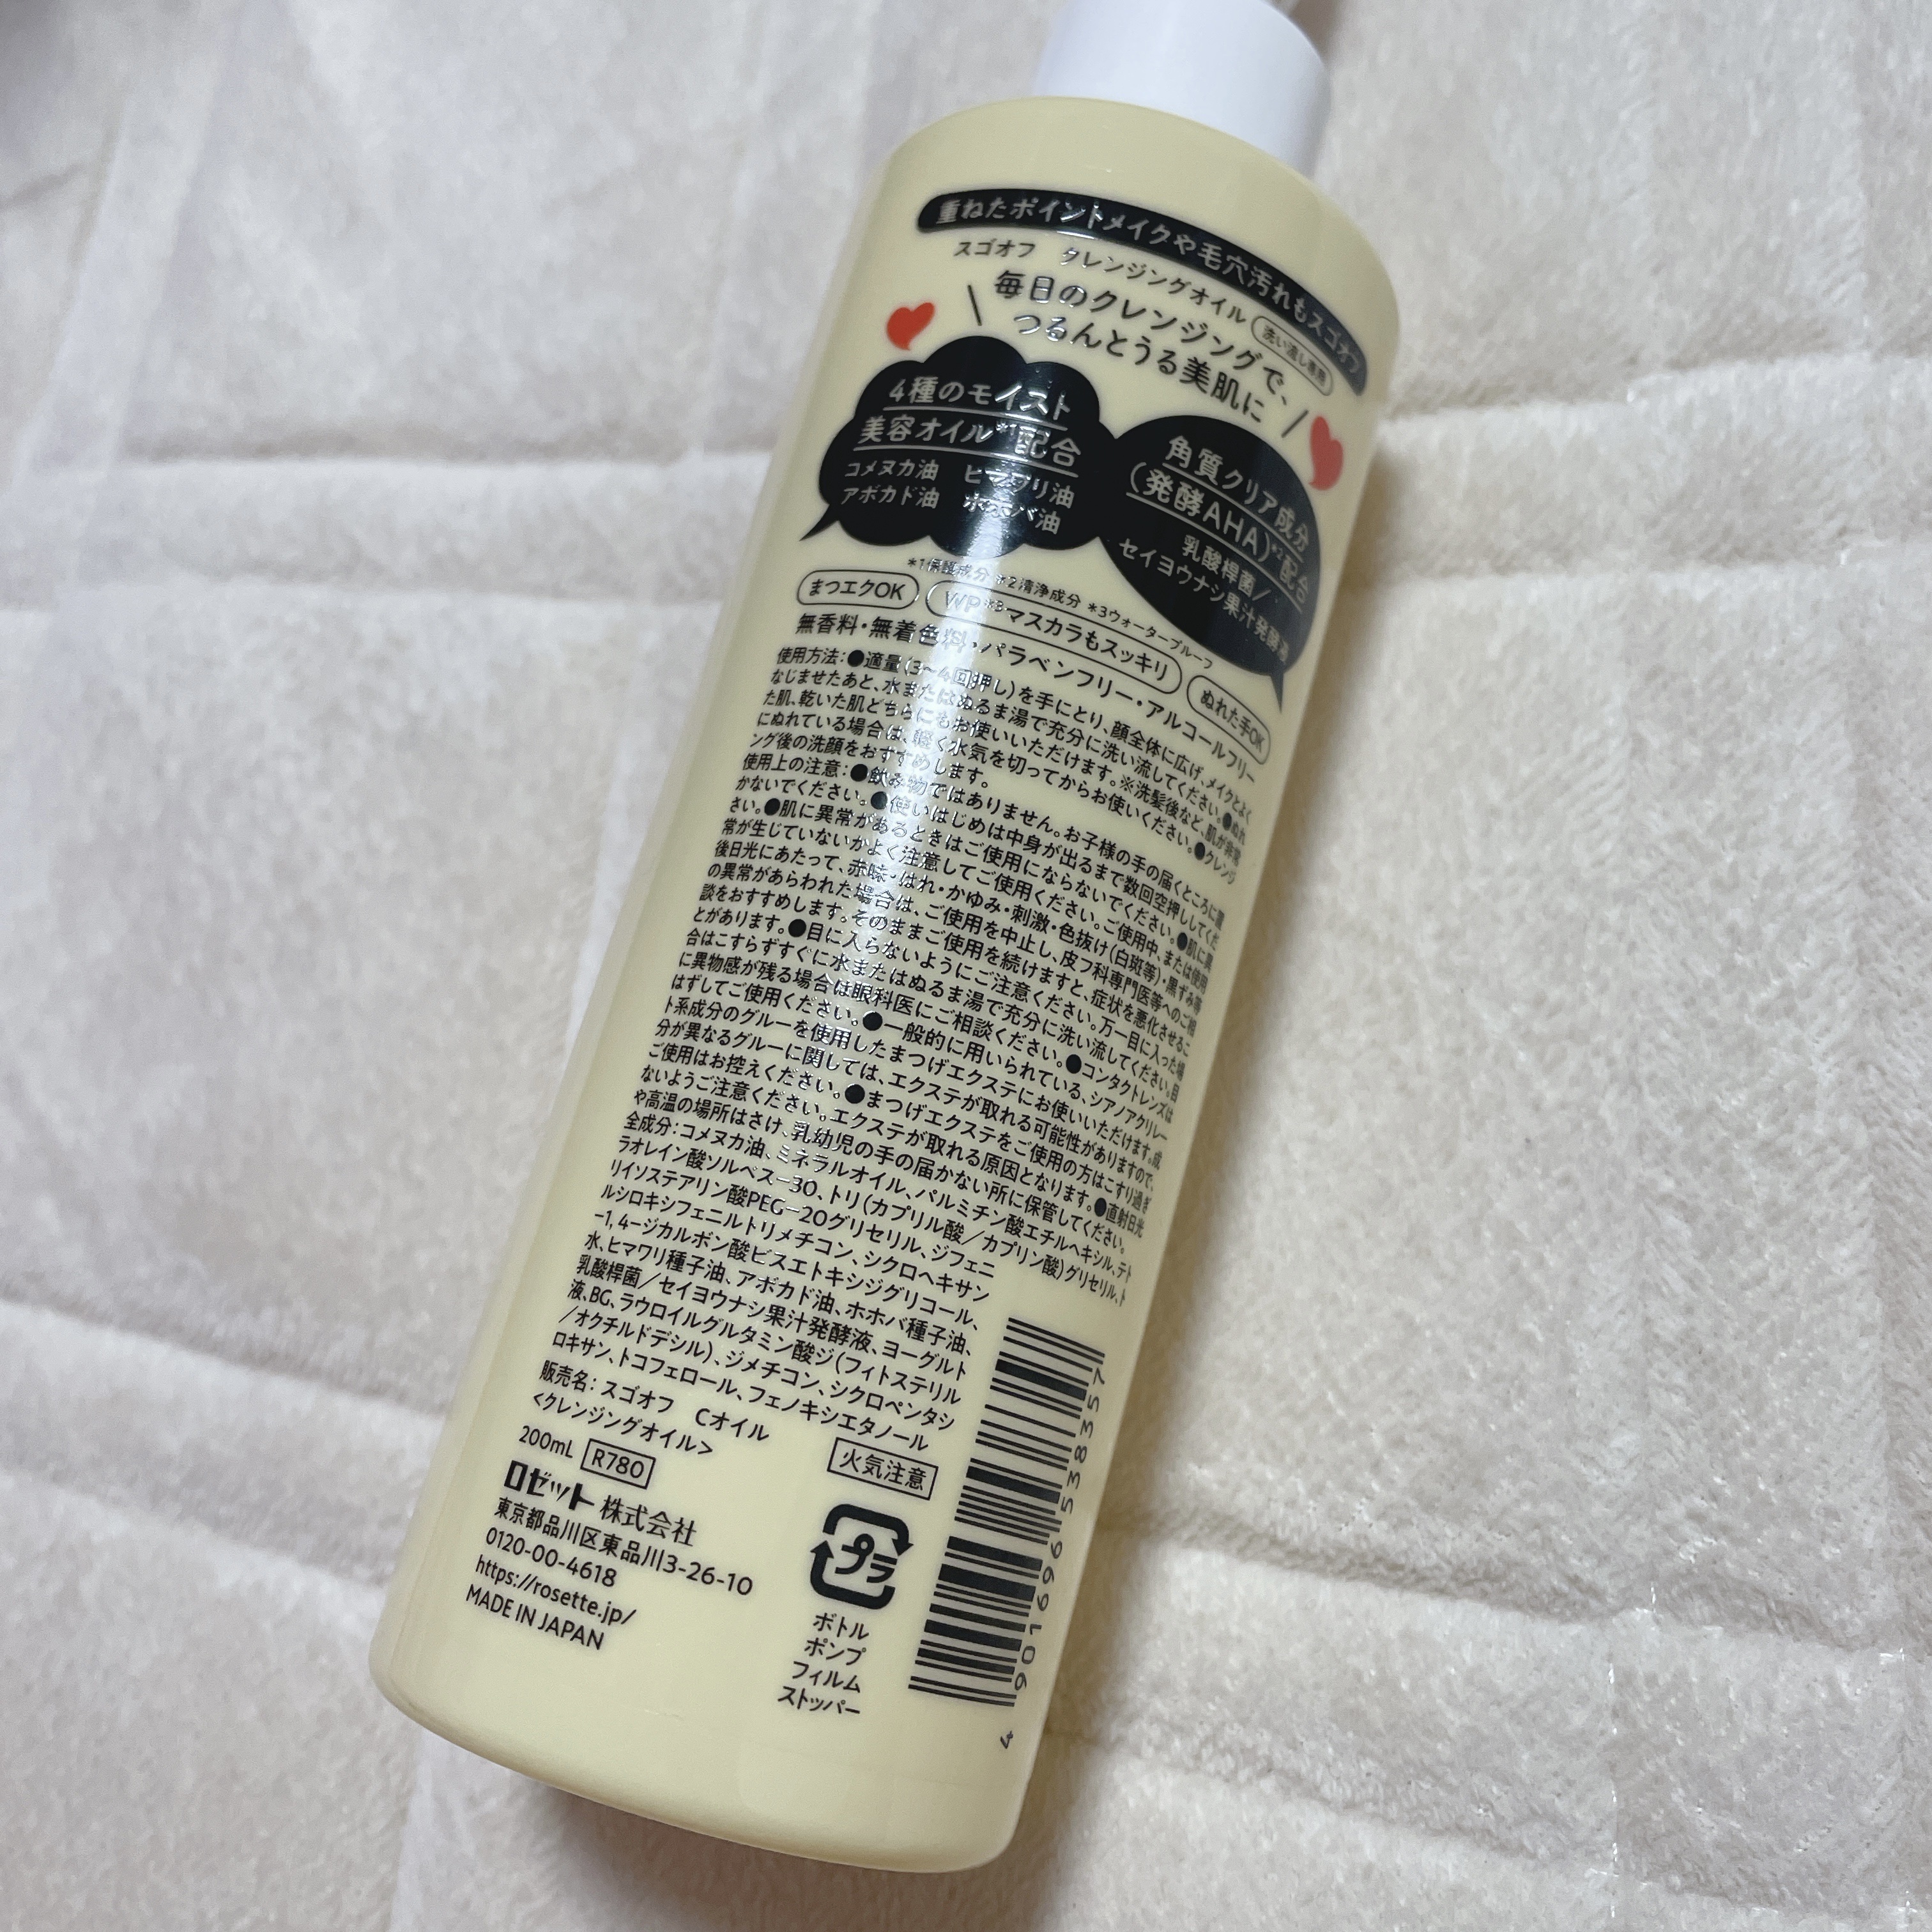 重ねたポイントメイクや毛穴汚れもスゴオフ
スゴオフ クレンジングオイル 洗い流し専用
毎日のクレンジングで、
つるんとうる美肌に
4種のモイスト
美容オイル*1配合
コメヌカ油 ヒマワリ油
アボカド油 ホホバ油
角質クリア成分
(発酵AHA)*2配合
乳酸桿菌/
セイヨウナシ果汁発酵液
*1保護成分 *2清浄成分 *3ウォータープルーフ
まつエクOK WP*3マスカラもスッキリ ぬれた手OK
無香料・無着色料・パラベンフリー・アルコールフリー
使用方法:●適量(3~4回押し)を手にとり、顔全体に広げ、メイクとよく
なじませたあと、水またはぬるま湯で充分に洗い流してください。●ぬれ
た肌、乾いた肌どちらにもお使いいただけます。※洗髪後など、肌が非常
にぬれている場合は、軽く水気を切ってからお使いください。●クレンジ
ング後の洗顔をおすすめします。
使用上の注意:●飲み物ではありません。お子様の手の届くところに置
かないでください。●使いはじめは中身が出るまで数回空押ししてくだ
さい。●肌に異常があるときはご使用にならないでください。●肌に異
常が生じていないかよく注意してご使用ください。ご使用中、または使用
後日光にあたって、赤味・はれ・かゆみ・刺激・色抜け(白斑等)・黒ずみ等
の異常があらわれた場合は、ご使用を中止し、皮フ科専門医等へのご相
談をおすすめします。そのままご使用を続けますと、症状を悪化させるこ
とがあります。●目に入らないようにご注意ください。万一目に入った場
合はこすらずすぐに水またはぬるま湯で充分に洗い流してください。目
に異物感が残る場合は眼科医にご相談ください。●コンタクトレンズは
はずしてご使用ください。●一般的に用いられている、シアノアクリレー
ト系成分のグルーを使用したまつげエクステにお使いいただけます。成
分が異なるグルーに関しては、エクステが取れる可能性がありますので、
ご使用はお控えください。●まつげエクステをご使用の方はこすり過ぎ
ないようご注意ください。エクステが取れる原因となります。●直射日光
や高温の場所はさけ、乳幼児の手の届かない所に保管してください。
全成分:コメヌカ油、ミネラルオイル、パルミチン酸エチルヘキシル、テト
ラオレイン酸ソルベス-30、トリ(カプリル酸/カプリン酸)グリセリル、ト
リイソステアリン酸PEG-20グリセリル、ジフェニ
ルシロキシフェニルトリメチコン、シクロヘキサン
-1,4-ジカルボン酸ビスエトキシジグリコール、
水、ヒマワリ種子油、アボカド油、ホホバ種子油、
乳酸桿菌/セイヨウナシ果汁発酵液、ヨーグルト
液、BG、ラウロイルグルタミン酸ジ(フィトステリル
/オクチルドデシル)、ジメチコン、シクロペンタシ
ロキサン、トコフェロール、フェノキシエタノール
販売名:スゴオフ Cオイル
<クレンジングオイル>
200mL R780
火気注意
ロゼット株式会社
東京都品川区東品川3-26-10
0120-00-4618
https://rosette.jp/
MADE IN JAPAN
プラ
ボトル
ポンプ
フィルム
ストッパー
4 901696 538357